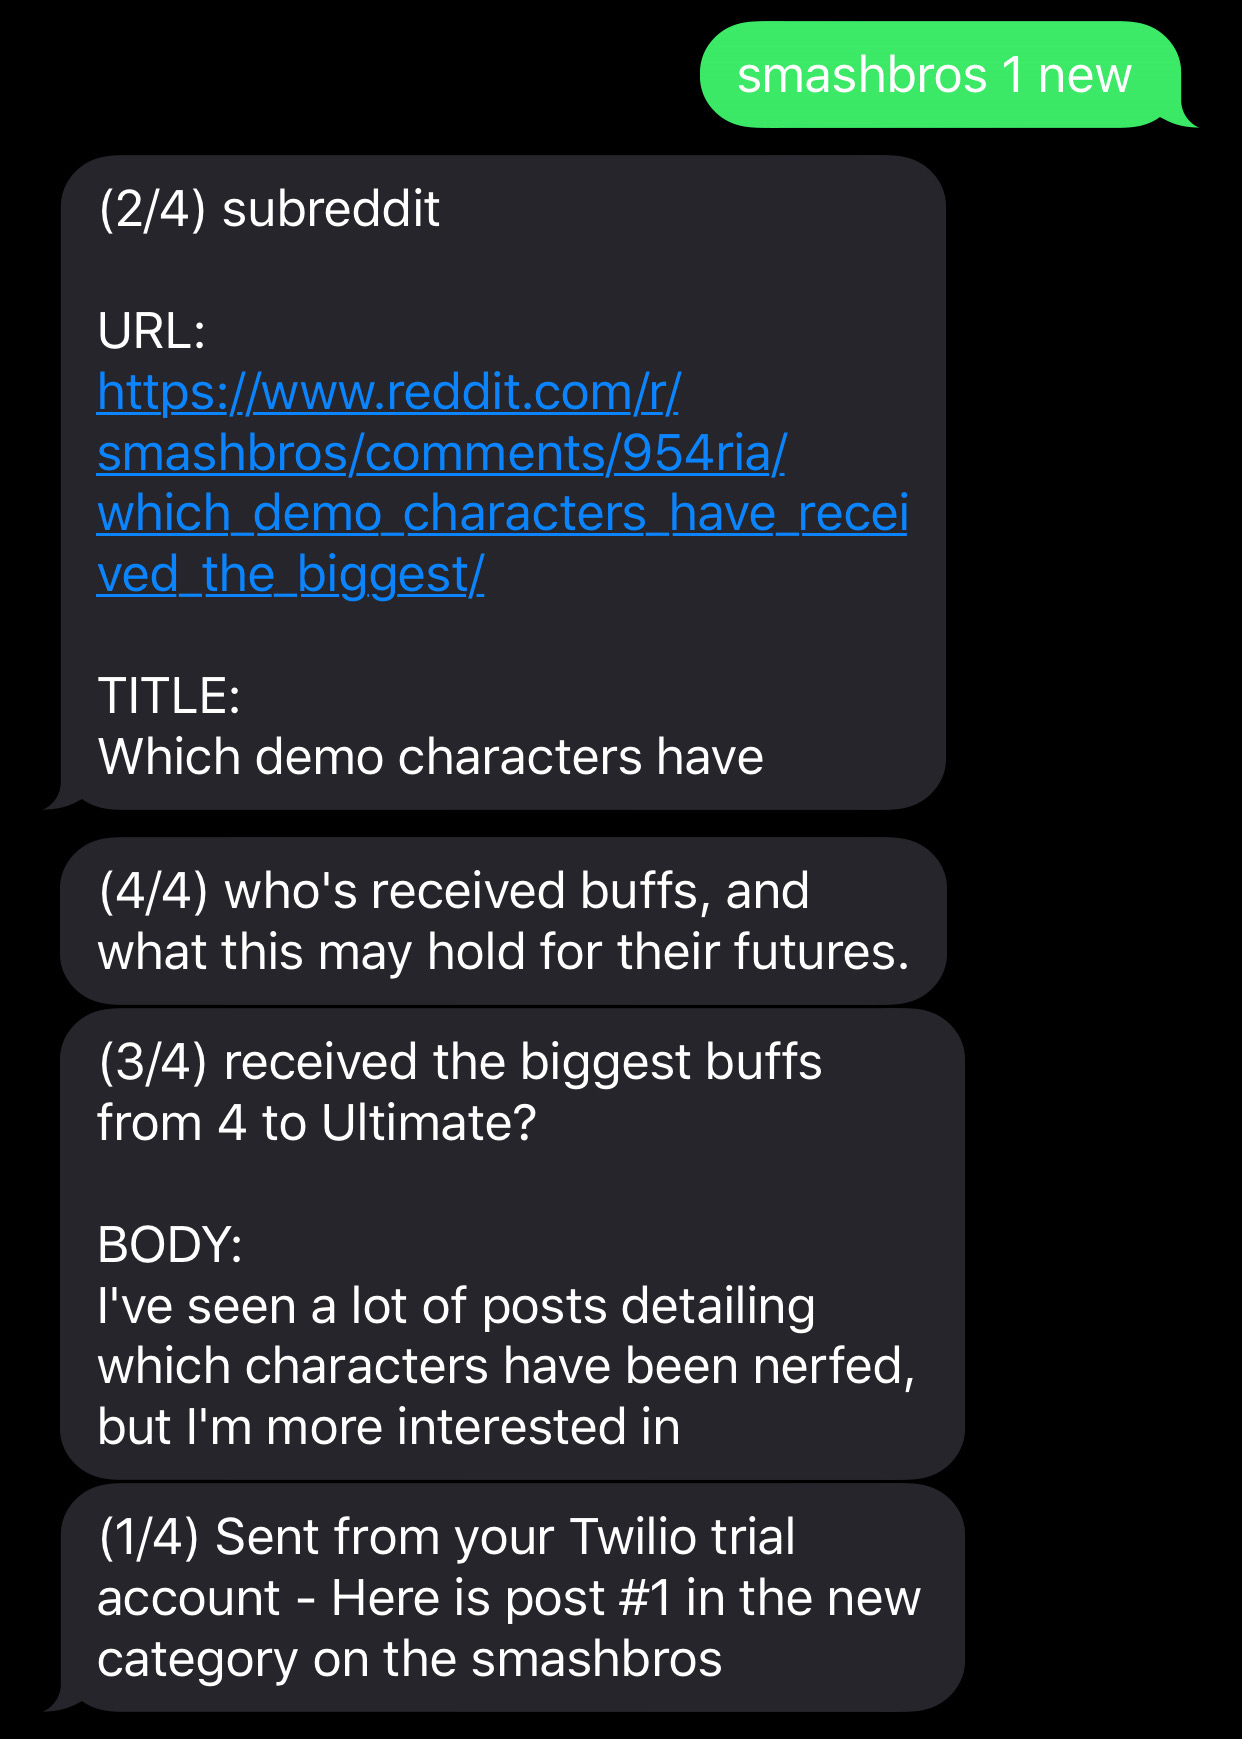 smashbros 1 new
(2/4) subreddit
URL:
https://www.reddit.com/r/
smashbros/comments/954ria/
which_demo_characters_have_recei
ved_the_biggest/
TITLE:
Which demo characters have
(4/4) who's received buffs, and
what this may hold for their futures.
(3/4) received the biggest buffs
from 4 to Ultimate?
BODY:
I've seen a lot of posts detailing
which characters have been nerfed,
but I'm more interested in
(1/4) Sent from your Twilio trial
account - Here is post #1 in the new
category on the smashbros